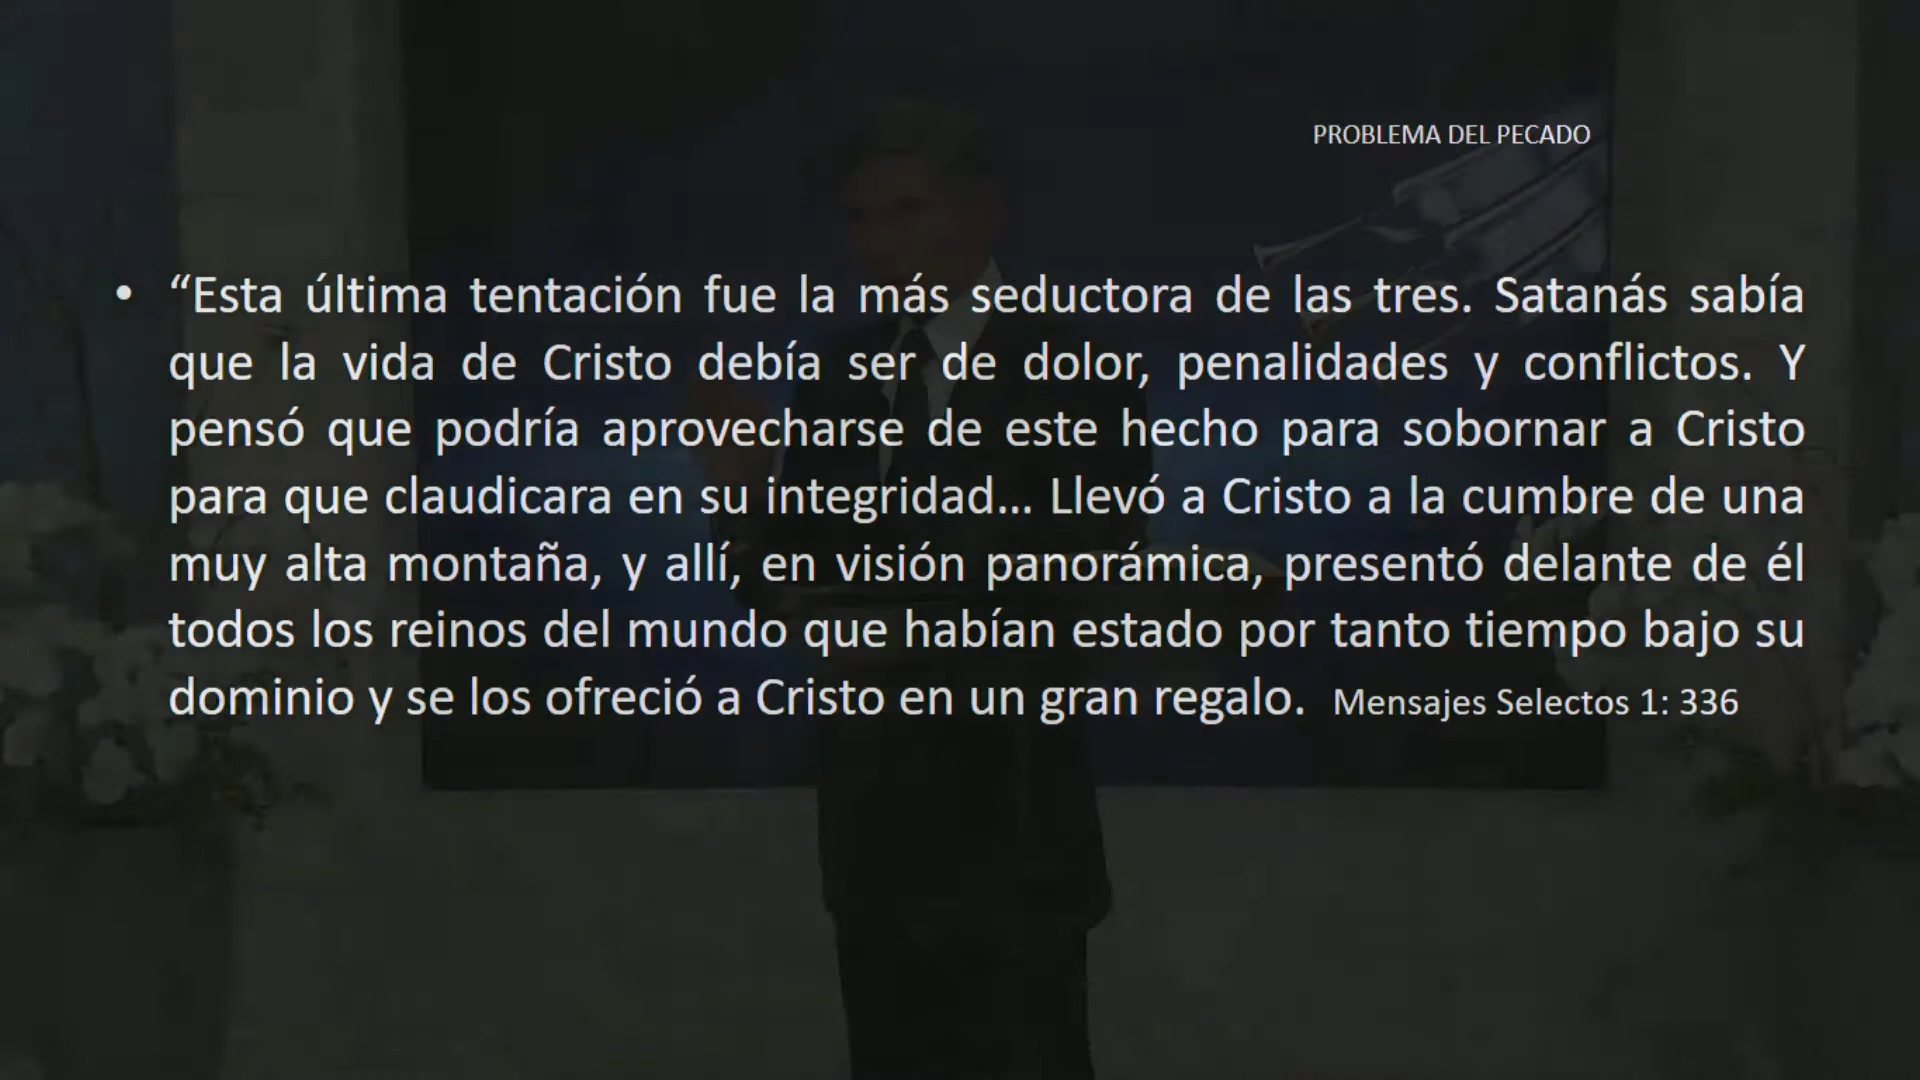 PROBLEMA DEL PECADO
• “Esta última tentación fue la más seductora de las tres. Satanás sabía
que la vida de Cristo debía ser de dolor, penalidades y conflictos. Y
pensó que podría aprovecharse de este hecho para sobornar a Cristo
para que claudicara en su integridad… Llevó a Cristo a la cumbre de una
muy alta montaña, y allí, en visión panorámica, presentó delante de él
todos los reinos del mundo que habían estado por tanto tiempo bajo su
dominio y se los ofreció a Cristo en un gran regalo. Mensajes Selectos 1: 336